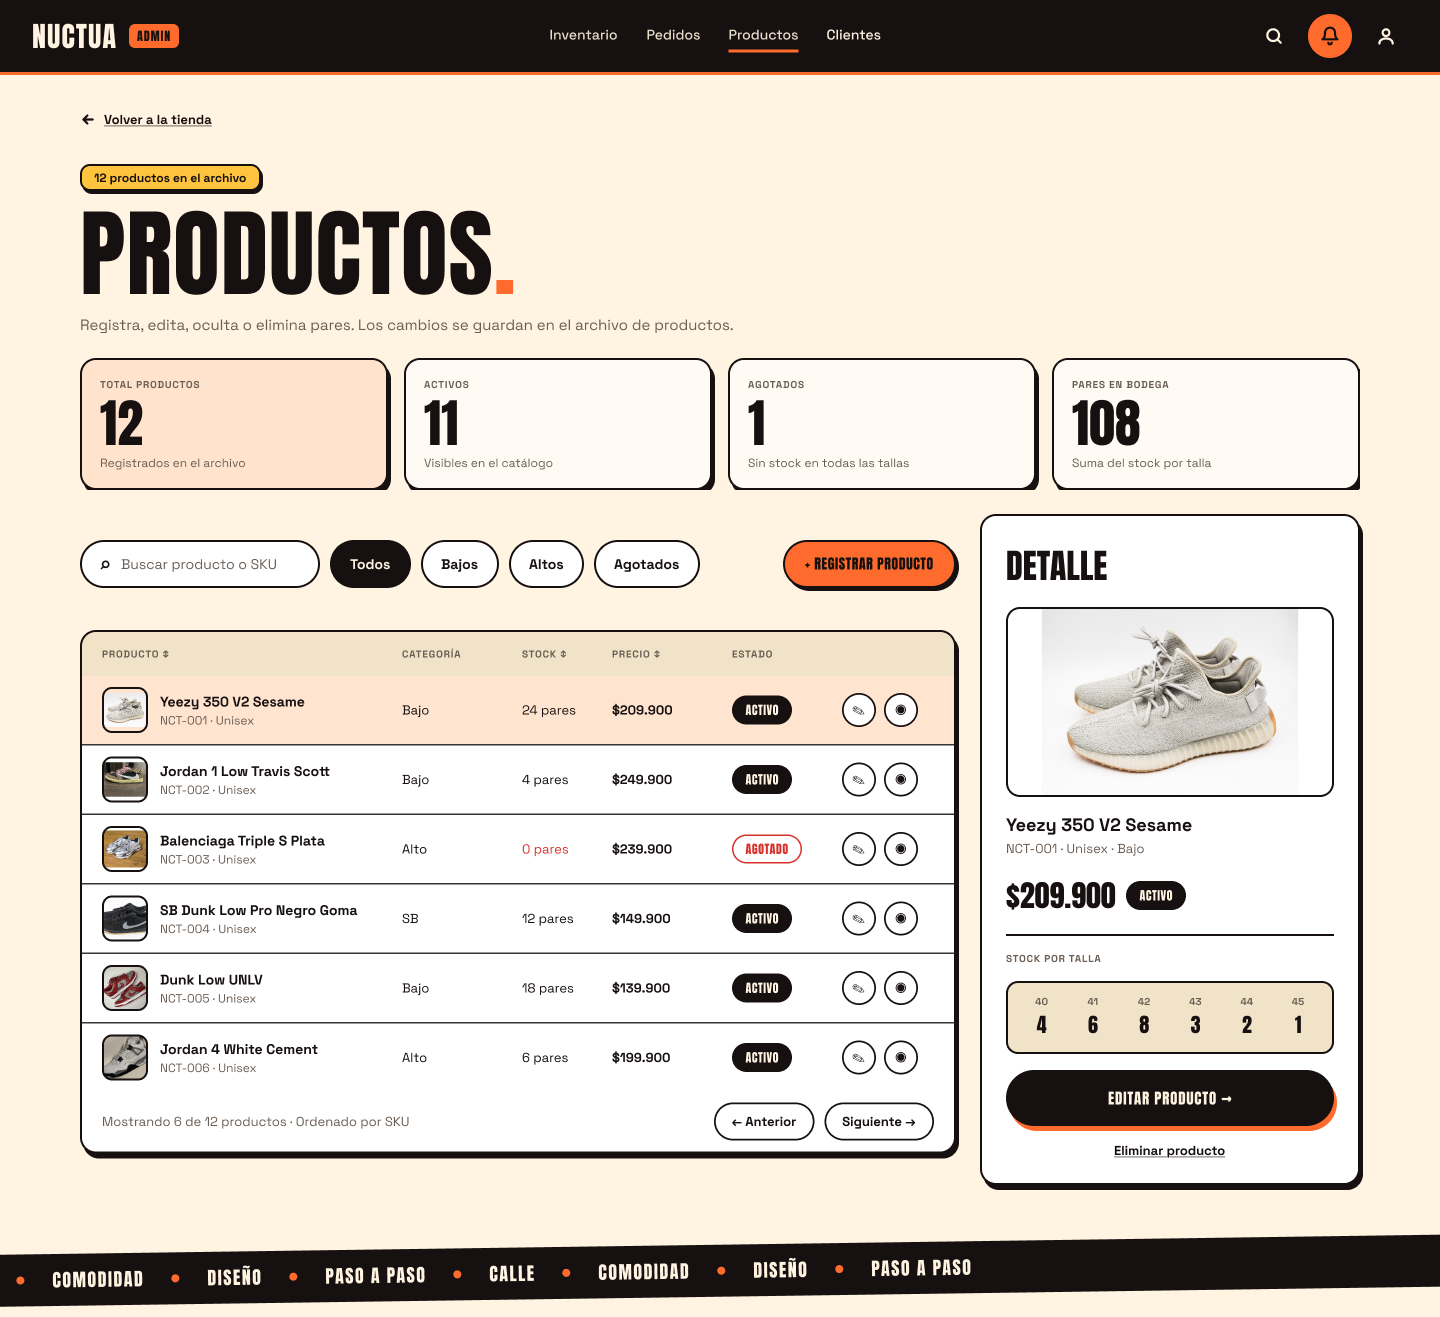 NUCTUA ADMIN
Inventario Pedidos Productos Clientes
← Volver a la tienda
12 productos en el archivo
PRODUCTOS.
Registra, edita, oculta o elimina pares. Los cambios se guardan en el archivo de productos.
TOTAL PRODUCTOS
12
Registrados en el archivo
ACTIVOS
11
Visibles en el catálogo
AGOTADOS
1
Sin stock en todas las tallas
PARES EN BODEGA
108
Suma del stock por talla
Buscar producto o SKU
Todos
Bajos
Altos
Agotados
+ REGISTRAR PRODUCTO
PRODUCTO ⇕ CATEGORÍA STOCK ⇕ PRECIO ⇕ ESTADO
Yeezy 350 V2 Sesame
NCT-001 · Unisex
Bajo 24 pares $209.900 ACTIVO
Jordan 1 Low Travis Scott
NCT-002 · Unisex
Bajo 4 pares $249.900 ACTIVO
Balenciaga Triple S Plata
NCT-003 · Unisex
Alto 0 pares $239.900 AGOTADO
SB Dunk Low Pro Negro Goma
NCT-004 · Unisex
SB 12 pares $149.900 ACTIVO
Dunk Low UNLV
NCT-005 · Unisex
Bajo 18 pares $139.900 ACTIVO
Jordan 4 White Cement
NCT-006 · Unisex
Alto 6 pares $199.900 ACTIVO
Mostrando 6 de 12 productos · Ordenado por SKU
← Anterior
Siguiente →
DETALLE
Yeezy 350 V2 Sesame
NCT-001 · Unisex · Bajo
$209.900 ACTIVO
STOCK POR TALLA
40 41 42 43 44 45
4 6 8 3 2 1
EDITAR PRODUCTO →
Eliminar producto
• COMODIDAD • DISEÑO • PASO A PASO • CALLE • COMODIDAD • DISEÑO • PASO A PASO